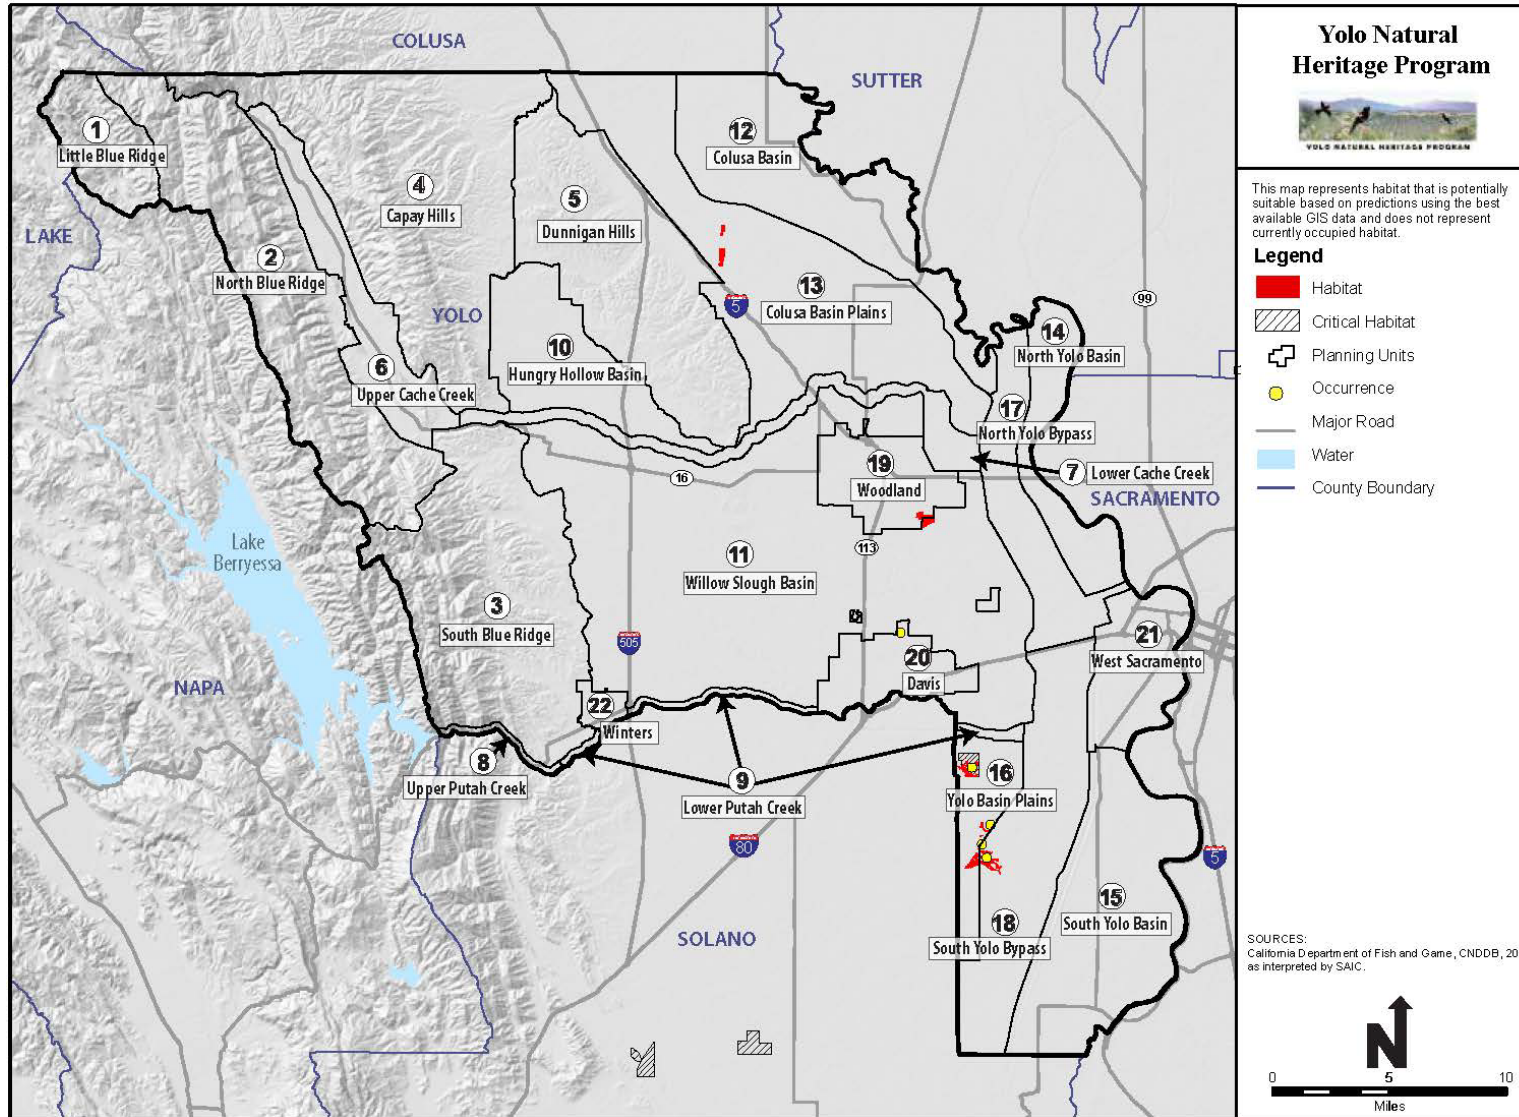 COLUSA
SUTTER
LAKE
YOLO
NAPA
SOLANO
SACRAMENTO
Lake
Berryessa
1
Little Blue Ridge
2
North Blue Ridge
3
South Blue Ridge
4
Capay Hills
5
Dunnigan Hills
6
Upper Cache Creek
7
Lower Cache Creek
8
Upper Putah Creek
9
Lower Putah Creek
10
Hungry Hollow Basin
11
Willow Slough Basin
12
Colusa Basin
13
Colusa Basin Plains
14
North Yolo Basin
15
South Yolo Basin
16
Yolo Basin Plains
17
North Yolo Bypass
18
South Yolo Bypass
19
Woodland
20
Davis
21
West Sacramento
22
Winters
5
99
16
113
505
80
5
Yolo Natural
Heritage Program
YOLO NATURAL HERITAGE PROGRAM
This map represents habitat that is potentially
suitable based on predictions using the best
available GIS data and does not represent
currently occupied habitat.
Legend
Habitat
Critical Habitat
Planning Units
Occurrence
Major Road
Water
County Boundary
SOURCES:
California Department of Fish and Game, CNDDB, 20
as interpreted by SAIC.
N
0 5 10
Miles